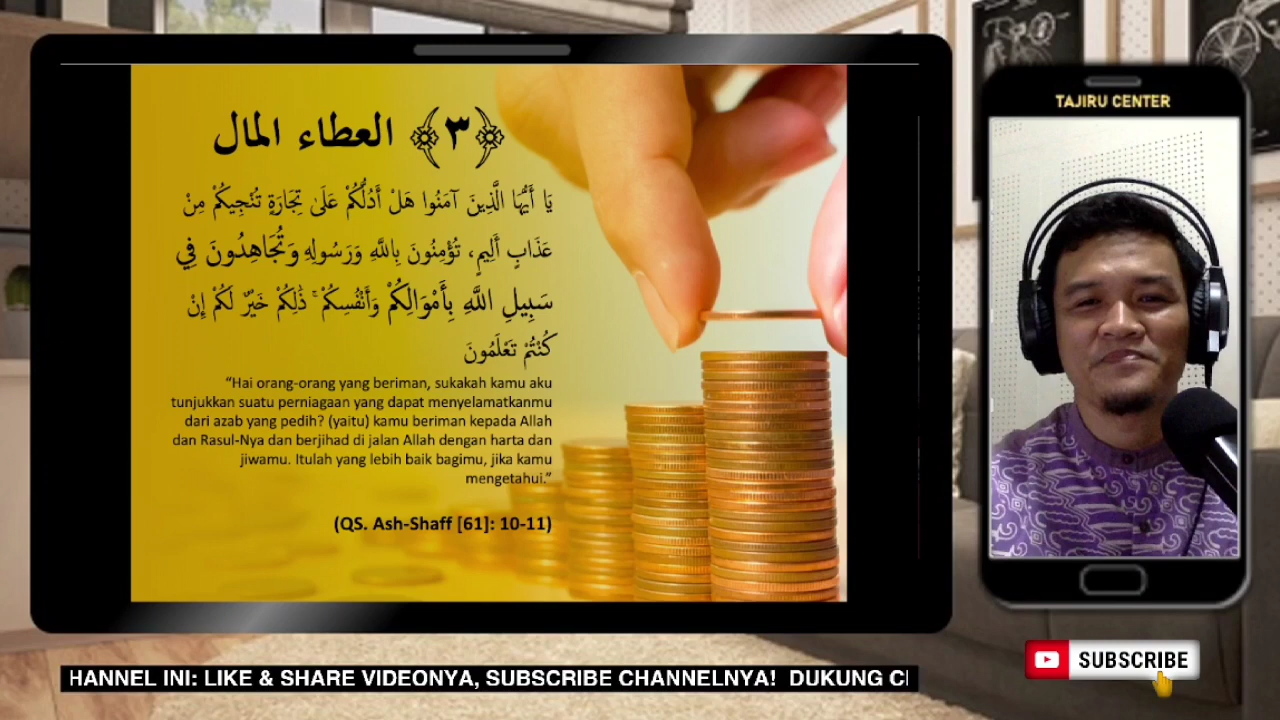 ﴿٣﴾ العطاء المال
يَا أَيُّهَا الَّذِينَ آمَنُوا هَلْ أَدُلُّكُمْ عَلَىٰ تِجَارَةٍ تُنْجِيكُمْ مِنْ
عَذَابٍ أَلِيمٍ، تُؤْمِنُونَ بِاللَّهِ وَرَسُولِهِ وَتُجَاهِدُونَ فِي
سَبِيلِ اللَّهِ بِأَمْوَالِكُمْ وَأَنْفُسِكُمْ ۚ ذَٰلِكُمْ خَيْرٌ لَكُمْ إِنْ
كُنْتُمْ تَعْلَمُونَ
“Hai orang-orang yang beriman, sukakah kamu aku
tunjukkan suatu perniagaan yang dapat menyelamatkanmu
dari azab yang pedih? (yaitu) kamu beriman kepada Allah
dan Rasul-Nya dan berjihad di jalan Allah dengan harta dan
jiwamu. Itulah yang lebih baik bagimu, jika kamu
mengetahui.”
(QS. Ash-Shaff [61]: 10-11)
TAJIRU CENTER
HANNEL INI: LIKE & SHARE VIDEONYA, SUBSCRIBE CHANNELNYA! DUKUNG C
SUBSCRIBE